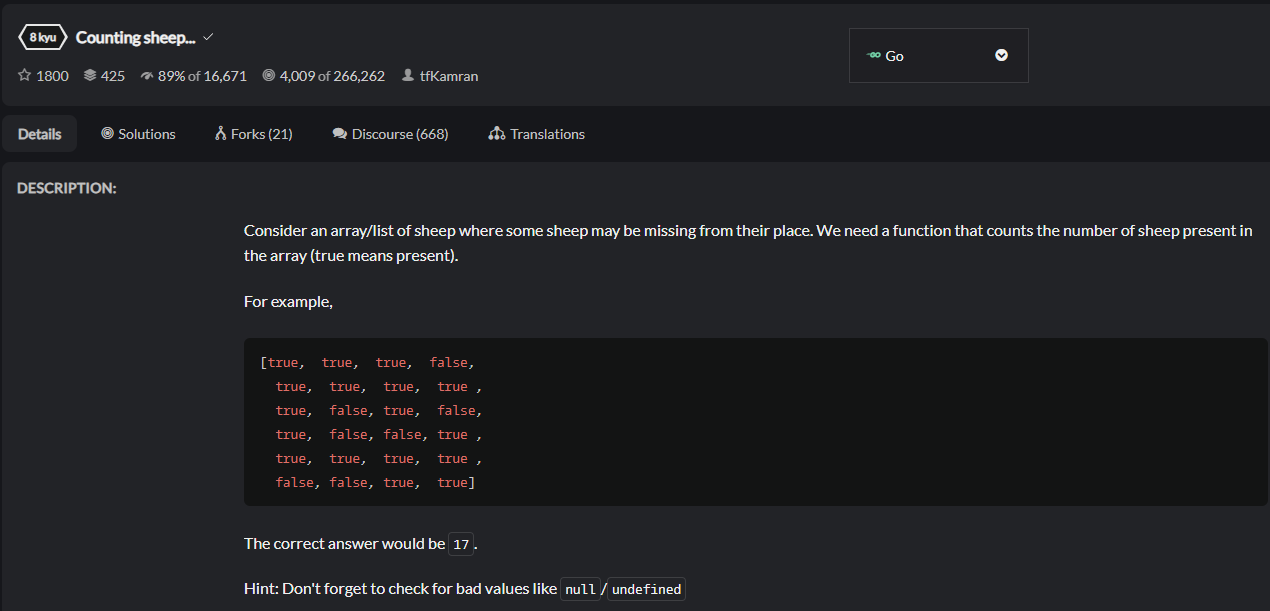 8 kyu Counting sheep...
Go
1800 425 89% of 16,671 4,009 of 266,262 tfKamran
Details Solutions Forks (21) Discourse (668) Translations
DESCRIPTION:
Consider an array/list of sheep where some sheep may be missing from their place. We need a function that counts the number of sheep present in
the array (true means present).
For example,
[true,  true,  true,  false,
  true,  true,  true,  true ,
  true,  false, true,  false,
  true,  false, false, true ,
  true,  true,  true,  true ,
  false, false, true,  true]
The correct answer would be 17.
Hint: Don't forget to check for bad values like null/undefined